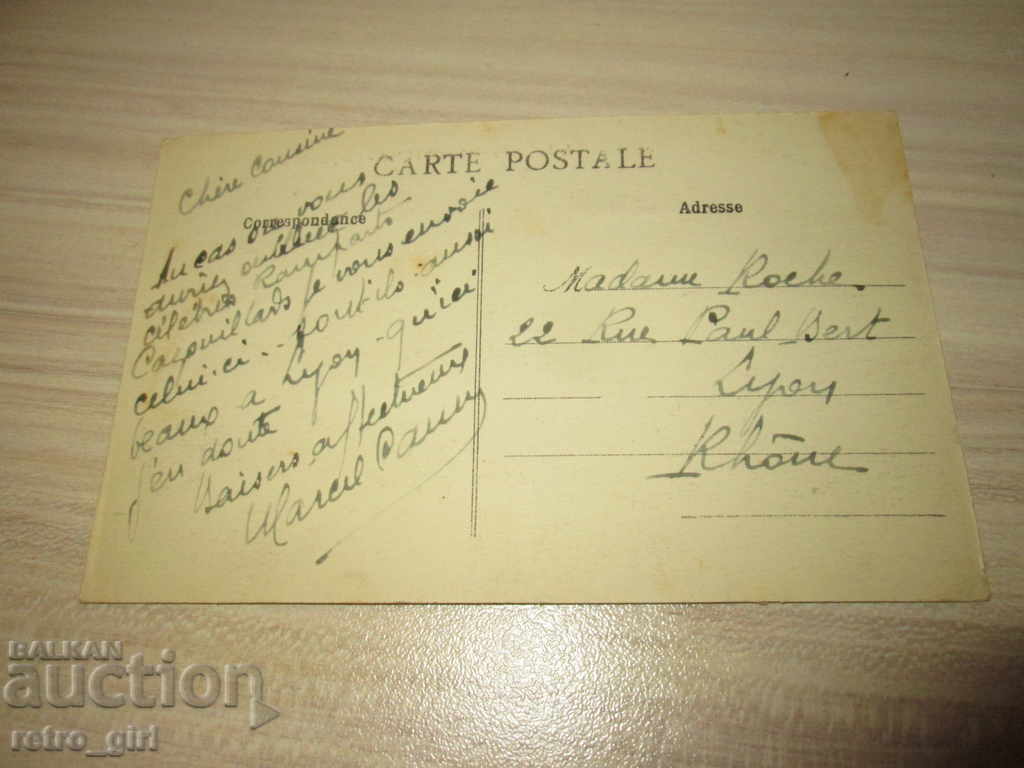 CARTE POSTALE
Correspondance
Chère Cousine
Au cas où vous
auriez oublié les
célèbres Remparts
je vous envoie
celui-ci.. sont ils aussi
beaux a Lyon qu'ici
j'en doute
Baisers affectueux
Marcel
Adresse
Madame Roche.
22 Rue Paul Bert
Lyon
Rhône
BALKAN
auction
retro_girl